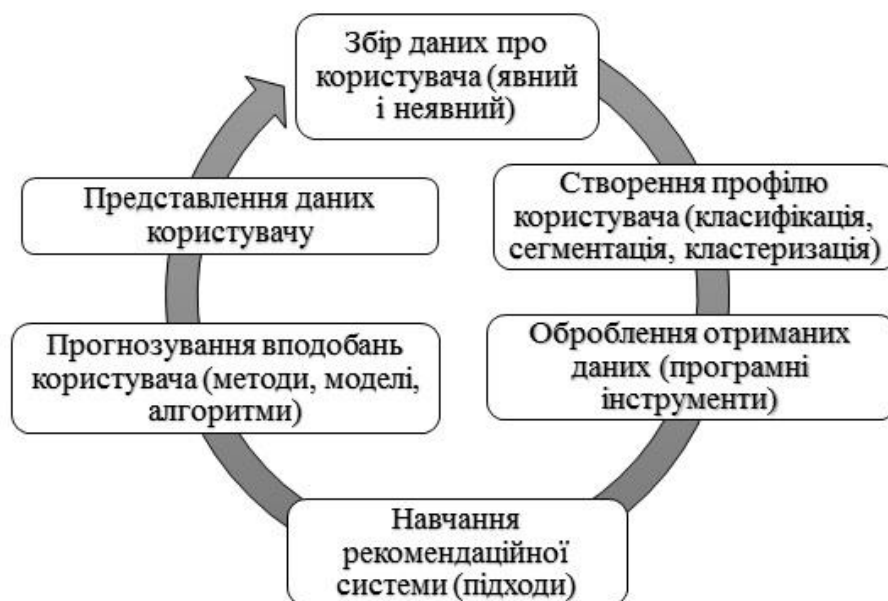 Збір даних про
користувача (явний
і неявний)
Створення профілю
користувача (класифікація,
сегментація, кластеризація)
Оброблення отриманих
даних (програмні
інструменти)
Навчання
рекомендаційної
системи (підходи)
Прогнозування вподобань
користувача (методи, моделі,
алгоритми)
Представлення даних
користувачу